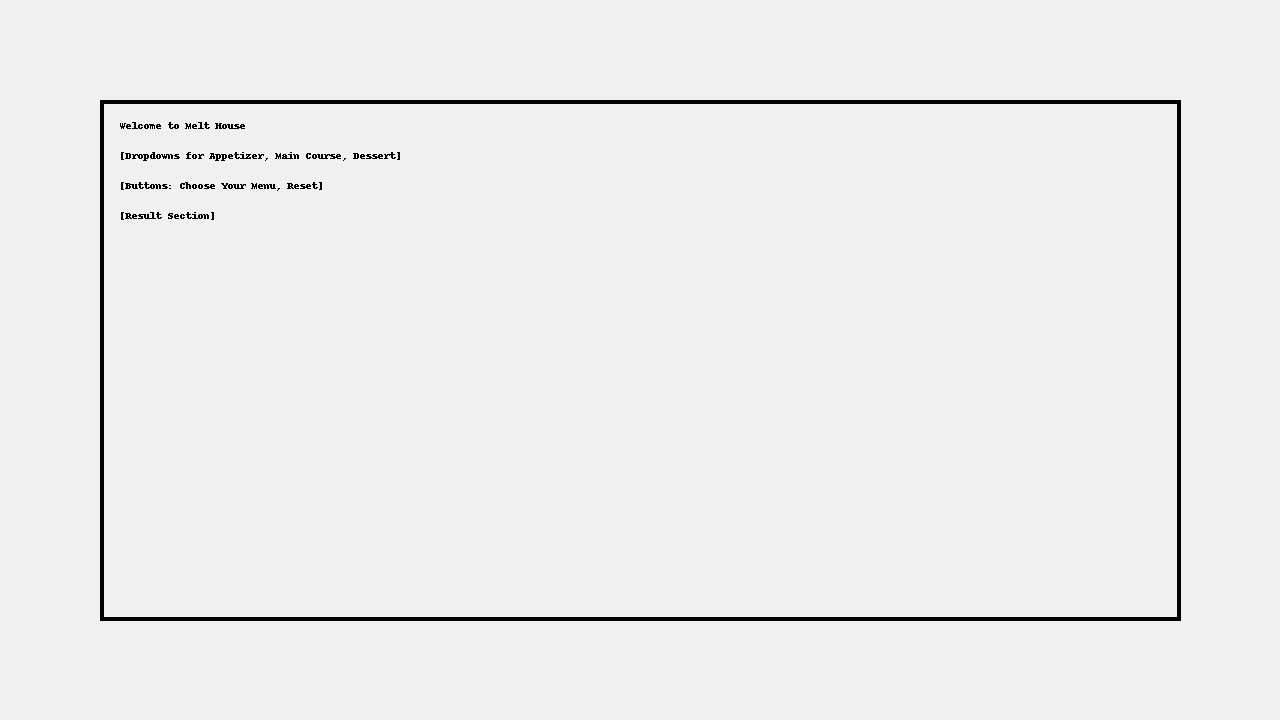 Welcome to Melt House
[Dropdowns for Appetizer, Main Course, Dessert]
[Buttons: Choose Your Menu, Reset]
[Result Section]